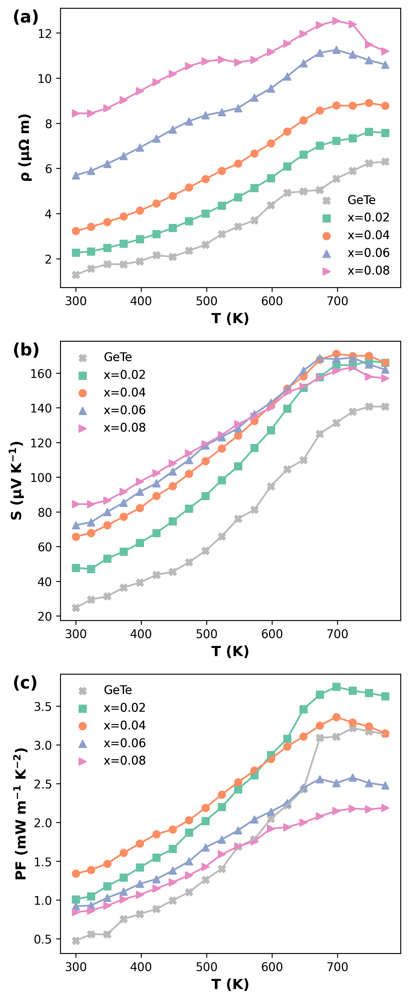 (a)
12
10
8
6
4
2
ρ (μΩ m)
GeTe
x=0.02
x=0.04
x=0.06
x=0.08
300 400 500 600 700
T (K)
(b)
GeTe
x=0.02
x=0.04
x=0.06
x=0.08
160
140
120
100
80
60
40
20
S (μV K⁻¹)
300 400 500 600 700
T (K)
(c)
GeTe
x=0.02
x=0.04
x=0.06
x=0.08
3.5
3.0
2.5
2.0
1.5
1.0
0.5
PF (mW m⁻¹ K⁻²)
300 400 500 600 700
T (K)